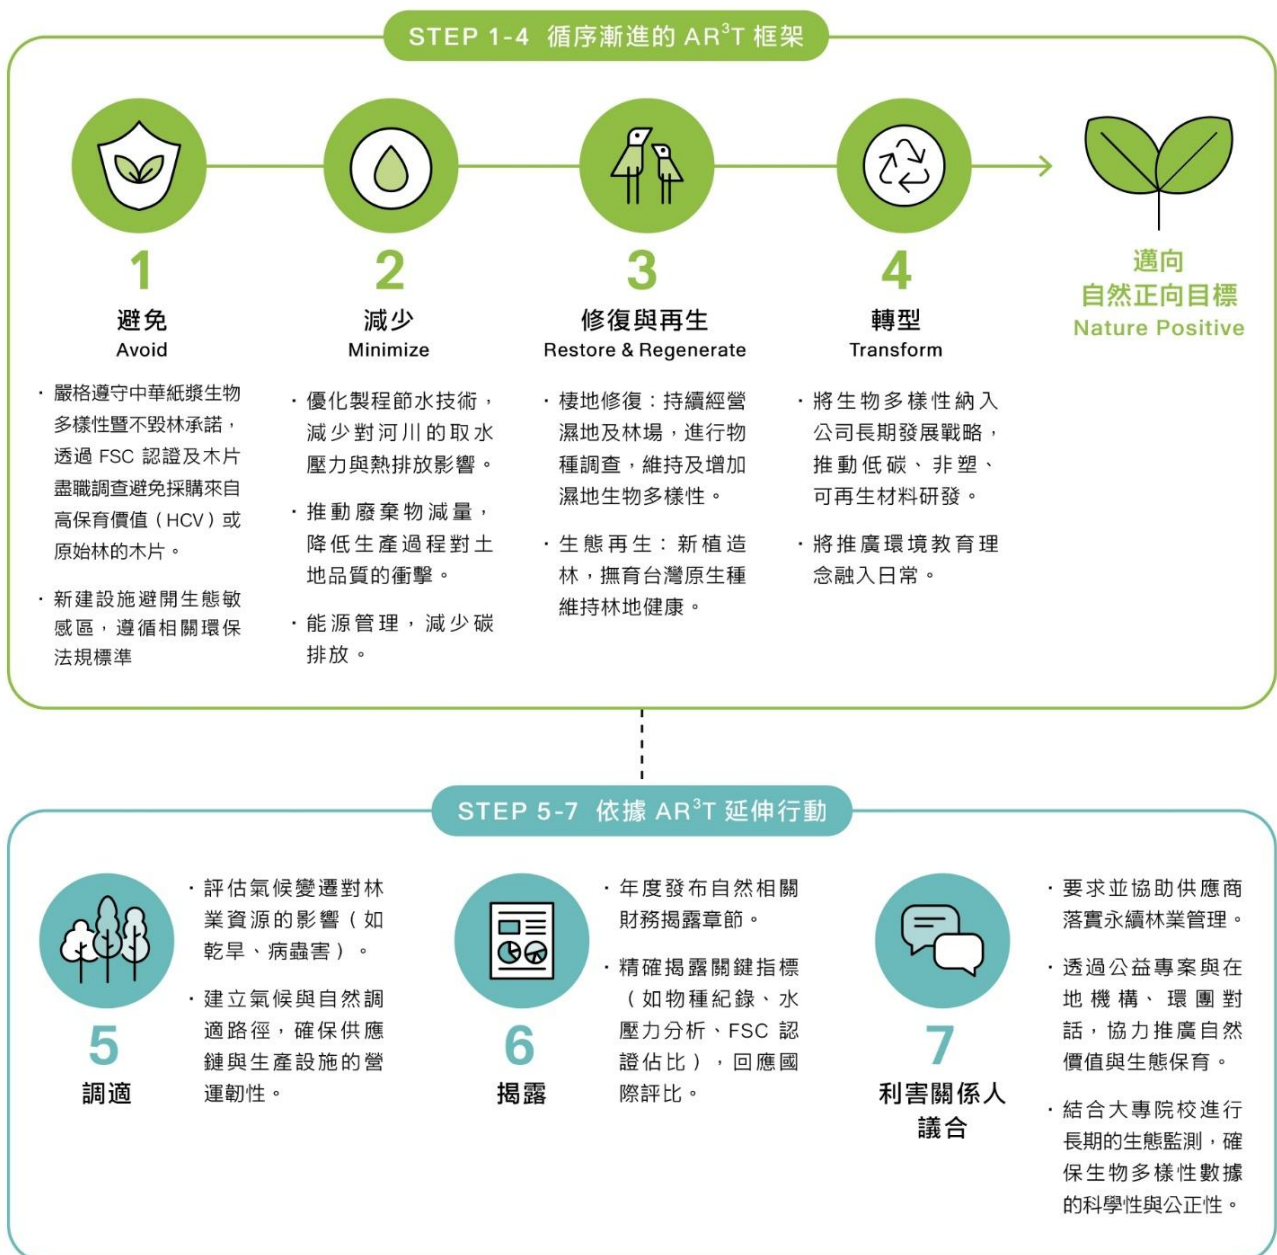 STEP 1-4 循序漸進的 AR³T 框架
1
避免
Avoid
· 嚴格遵守中華紙漿生物
多樣性暨不毀林承諾，
透過 FSC 認證及木片
盡職調查避免採購來自
高保育價值（HCV）或
原始林的木片。
· 新建設施避開生態敏
感區，遵循相關環保
法規標準
2
減少
Minimize
· 優化製程節水技術，
減少對河川的取水
壓力與熱排放影響。
· 推動廢棄物減量，
降低生產過程對土
地品質的衝擊。
· 能源管理，減少碳
排放。
3
修復與再生
Restore & Regenerate
· 棲地修復：持續經營
濕地及林場，進行物
種調查，維持及增加
濕地生物多樣性。
· 生態再生：新植造
林，撫育台灣原生種
維持林地健康。
4
轉型
Transform
· 將生物多樣性納入
公司長期發展戰略，
推動低碳、非塑、
可再生材料研發。
· 將推廣環境教育理
念融入日常。
邁向
自然正向目標
Nature Positive
STEP 5-7 依據 AR³T 延伸行動
5
調適
· 評估氣候變遷對林
業資源的影響（如
乾旱、病蟲害）。
· 建立氣候與自然調
適路徑，確保供應
鏈與生產設施的營
運韌性。
6
揭露
· 年度發布自然相關
財務揭露章節。
· 精確揭露關鍵指標
（如物種紀錄、水
壓力分析、FSC 認
證佔比），回應國
際評比。
7
利害關係人
議合
· 要求並協助供應商
落實永續林業管理。
· 透過公益專案與在
地機構、環團對
話，協力推廣自然
價值與生態保育。
· 結合大專院校進行
長期的生態監測，確
保生物多樣性數據
的科學性與公正性。